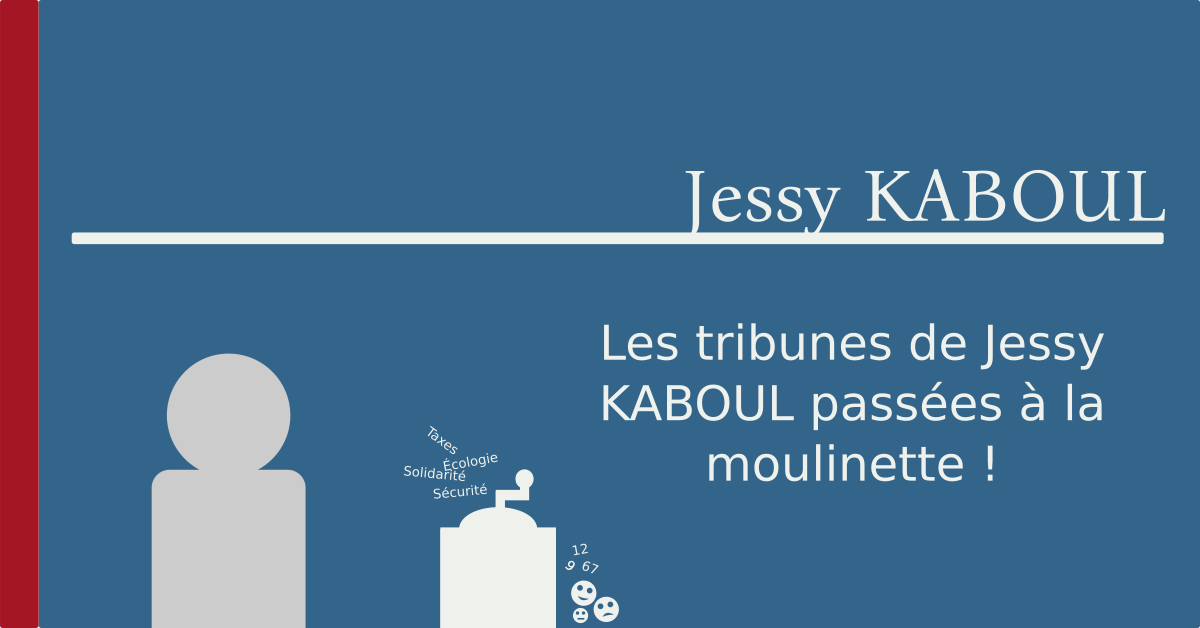 Jessy KABOUL
Les tribunes de Jessy
KABOUL passées à la
moulinette !
Taxes
Écologie
Solidarité
Sécurité
12
9 67